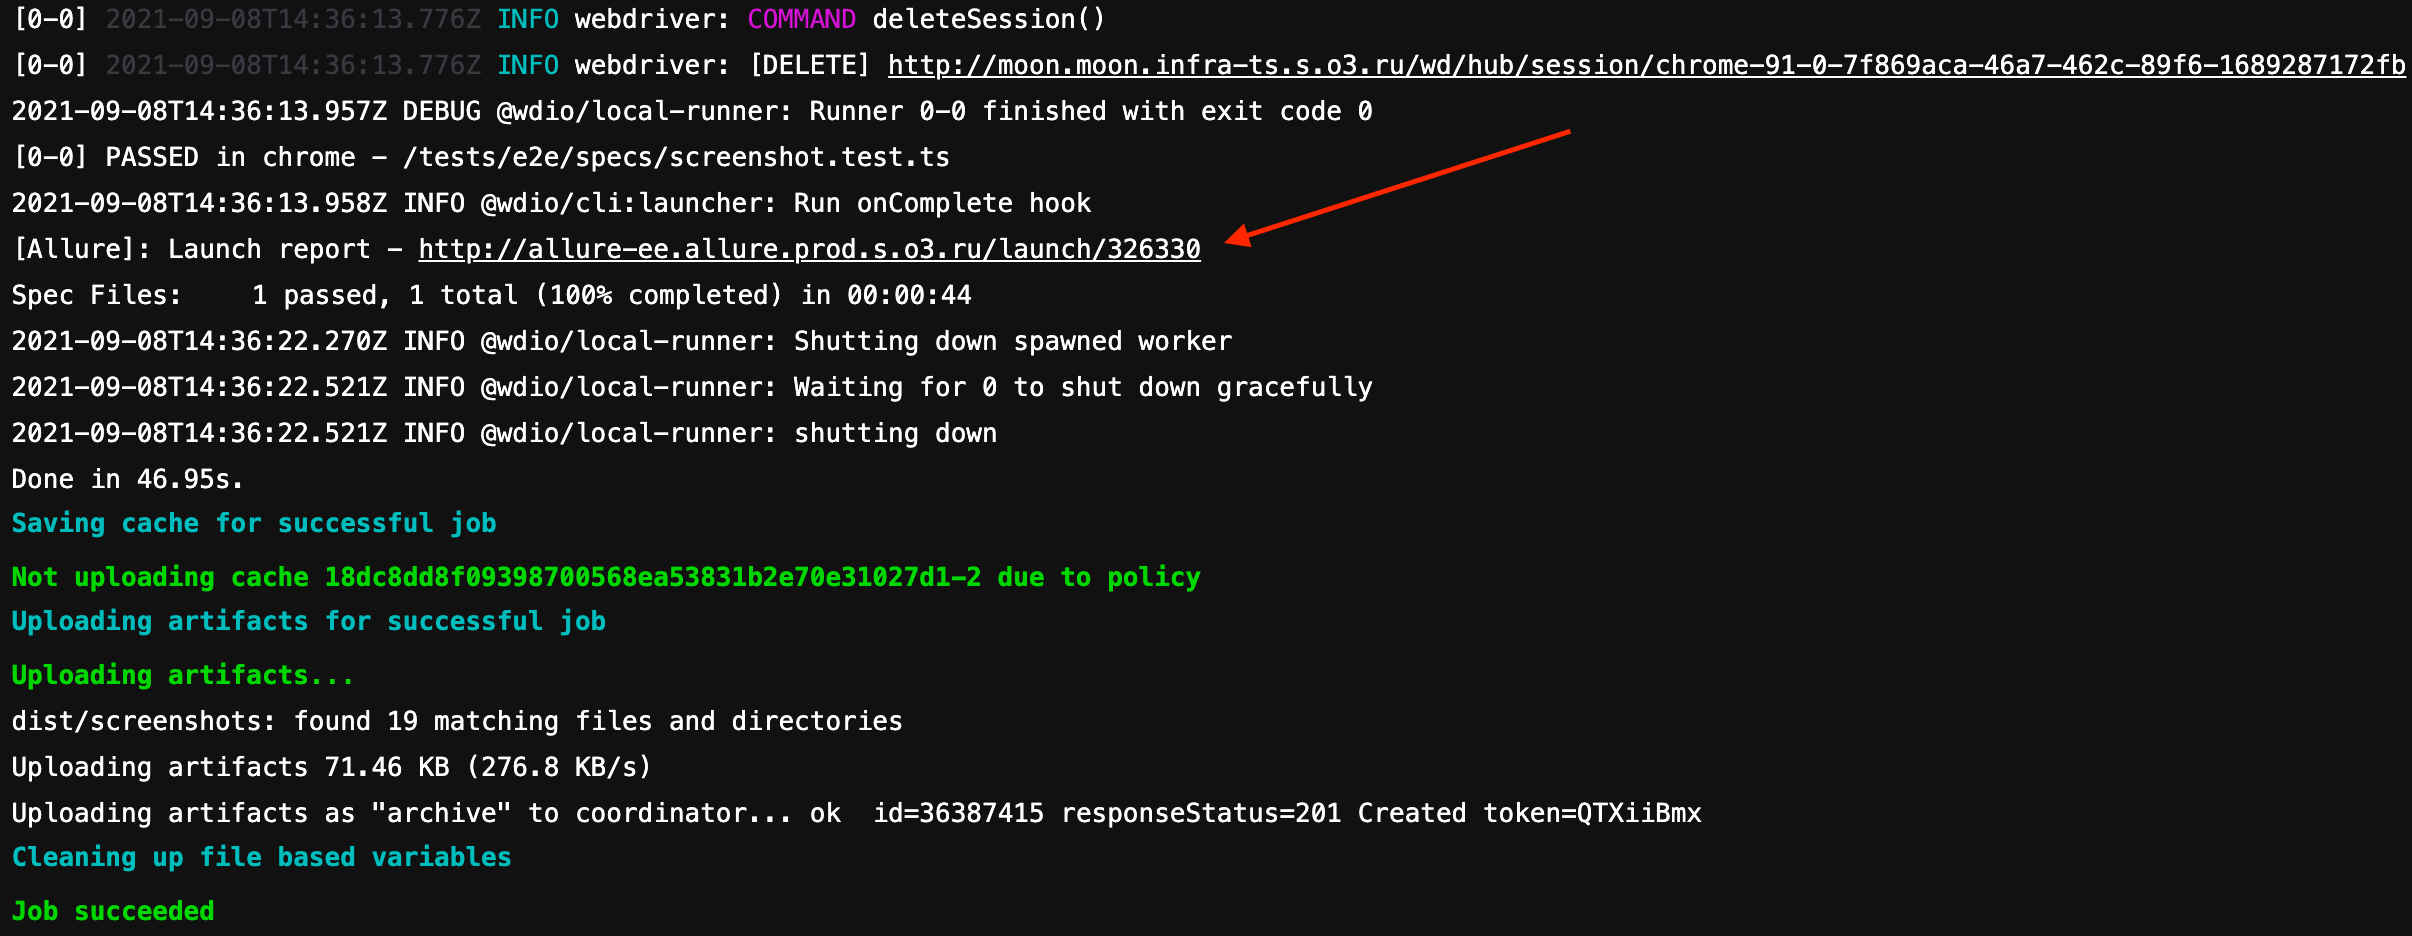 [0-0] 2021-09-08T14:36:13.776Z INFO webdriver: COMMAND deleteSession()
[0-0] 2021-09-08T14:36:13.776Z INFO webdriver: [DELETE] http://moon.moon.infra-ts.s.o3.ru/wd/hub/session/chrome-91-0-7f869aca-46a7-462c-89f6-1689287172fb
2021-09-08T14:36:13.957Z DEBUG @wdio/local-runner: Runner 0-0 finished with exit code 0
[0-0] PASSED in chrome - /tests/e2e/specs/screenshot.test.ts
2021-09-08T14:36:13.958Z INFO @wdio/cli:launcher: Run onComplete hook
[Allure]: Launch report - http://allure-ee.allure.prod.s.o3.ru/launch/326330
Spec Files:    1 passed, 1 total (100% completed) in 00:00:44
2021-09-08T14:36:22.270Z INFO @wdio/local-runner: Shutting down spawned worker
2021-09-08T14:36:22.521Z INFO @wdio/local-runner: Waiting for 0 to shut down gracefully
2021-09-08T14:36:22.521Z INFO @wdio/local-runner: shutting down
Done in 46.95s.
Saving cache for successful job
Not uploading cache 18dc8dd8f09398700568ea53831b2e70e31027d1-2 due to policy
Uploading artifacts for successful job
Uploading artifacts...
dist/screenshots: found 19 matching files and directories
Uploading artifacts 71.46 KB (276.8 KB/s)
Uploading artifacts as "archive" to coordinator... ok  id=36387415 responseStatus=201 Created token=QTXiiBmx
Cleaning up file based variables
Job succeeded